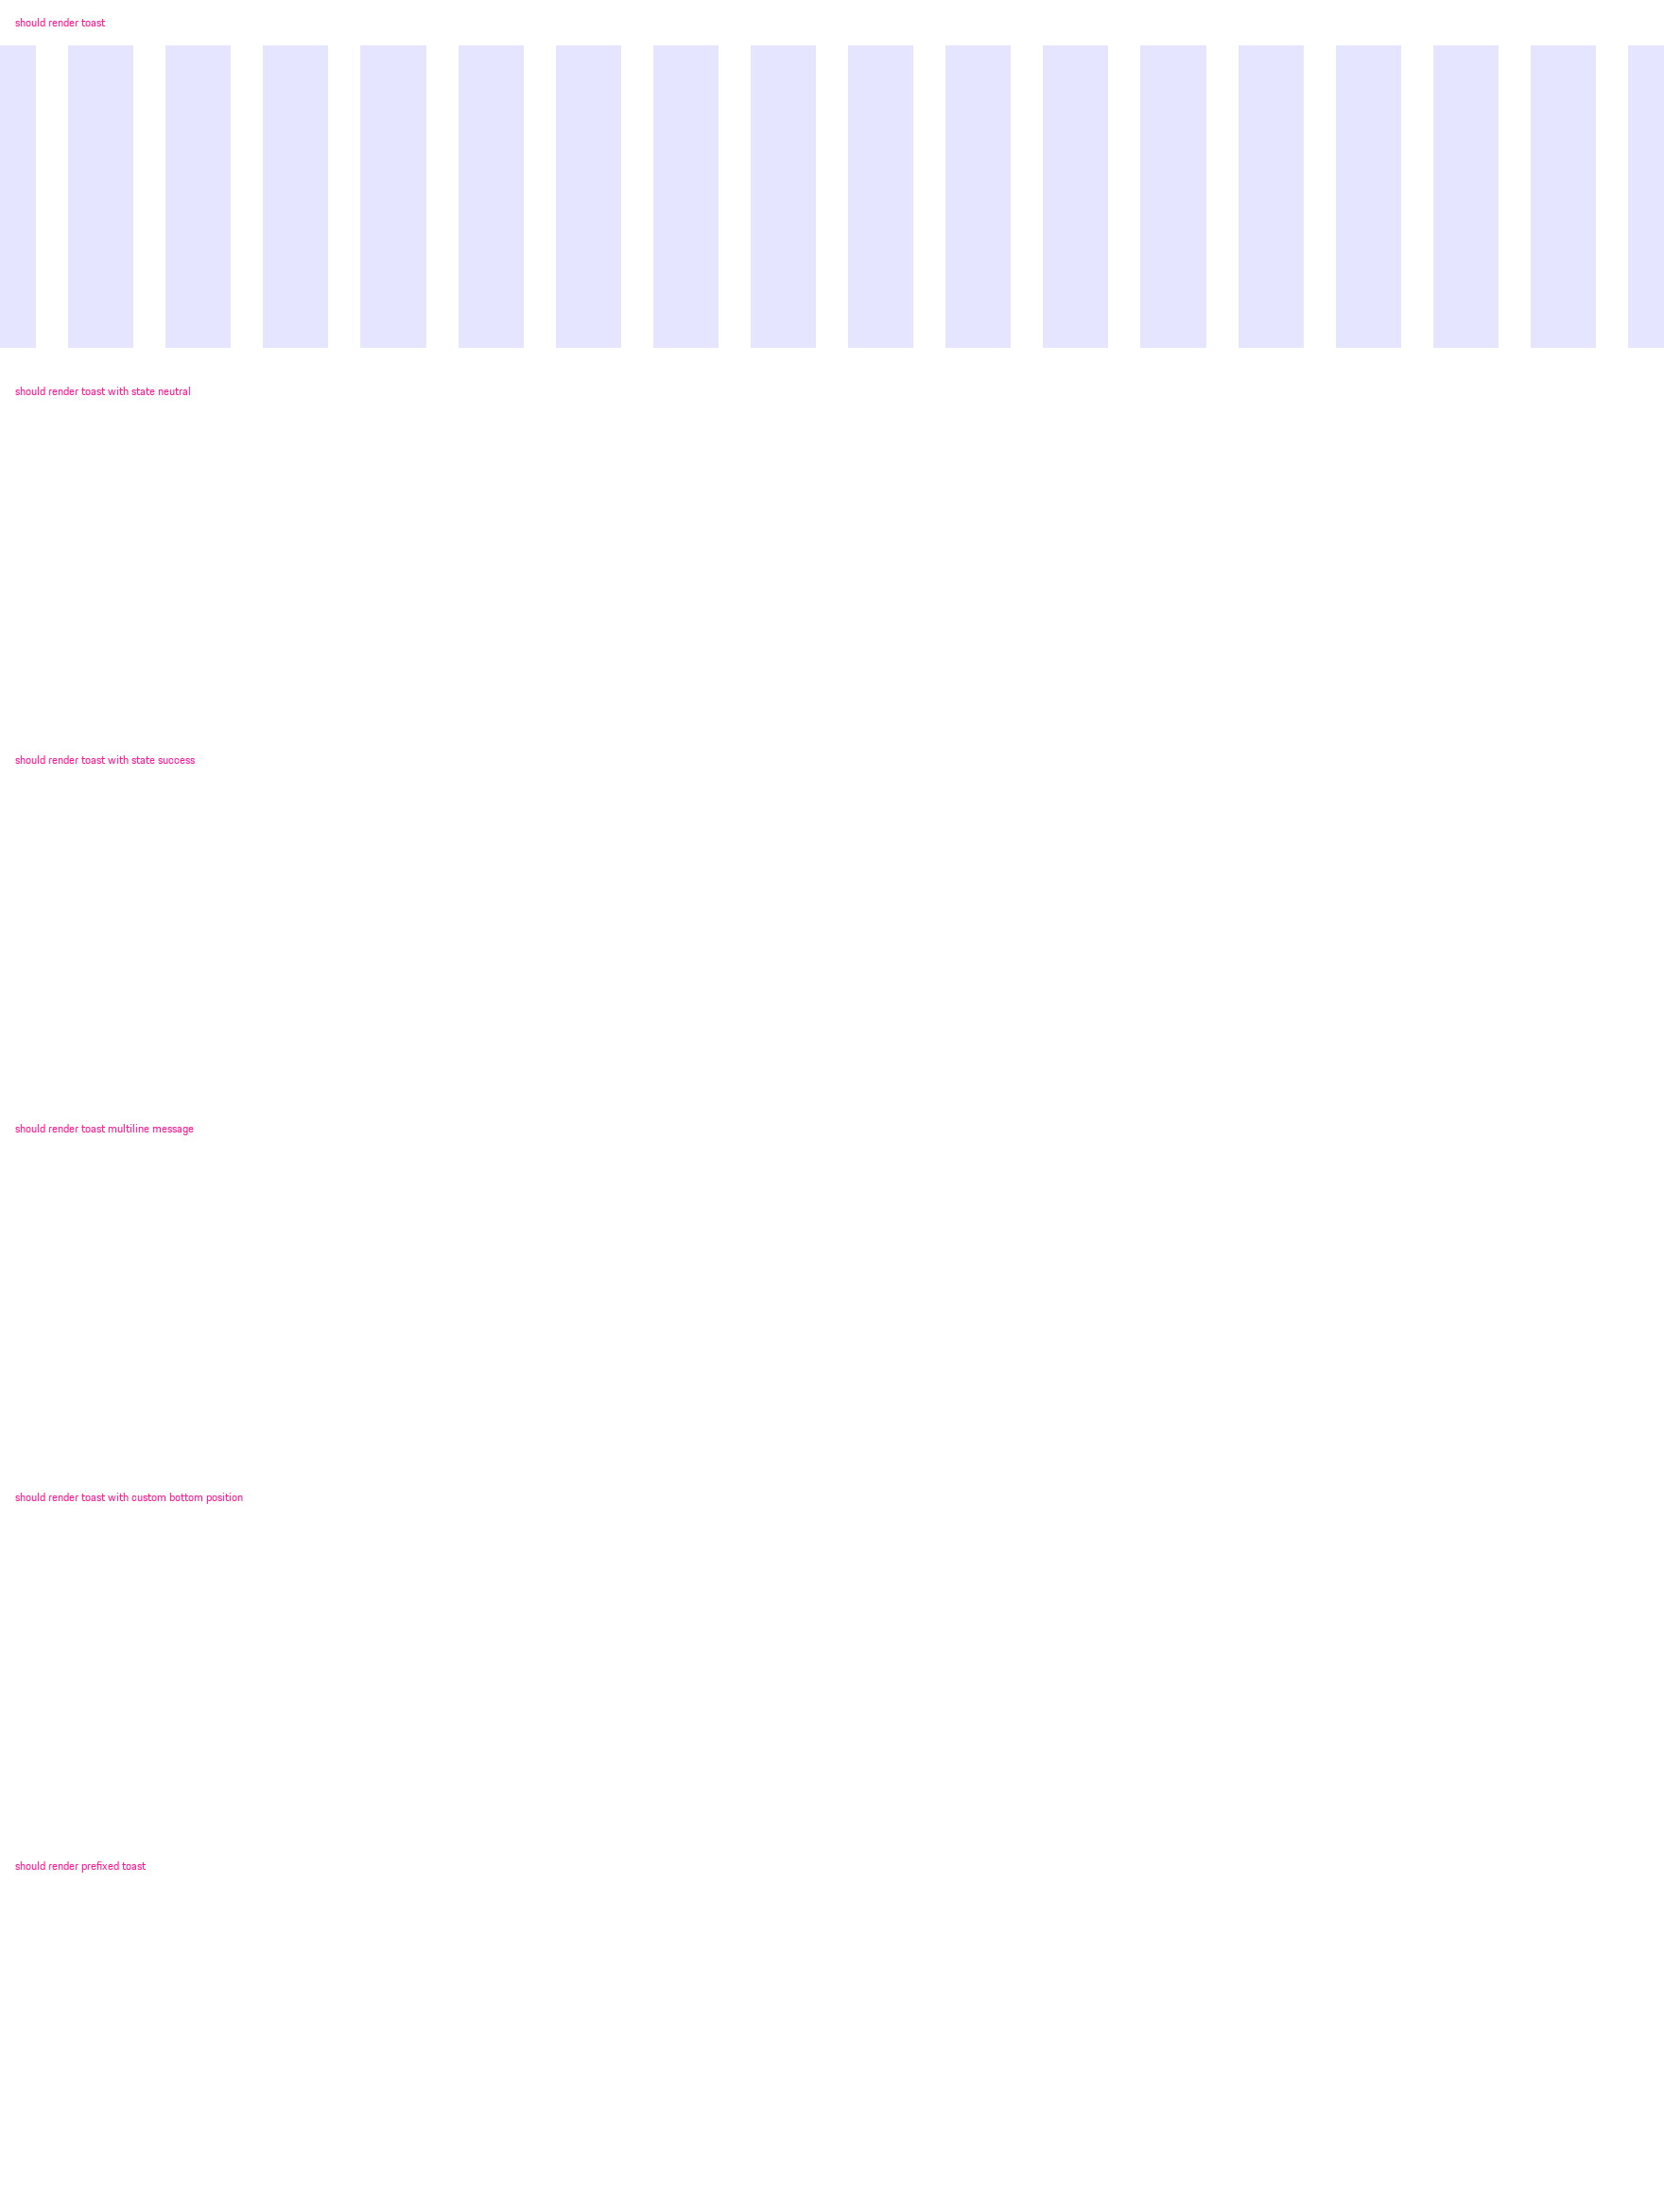 should render toast
should render toast with state neutral
should render toast with state success
should render toast multiline message
should render toast with custom bottom position
should render prefixed toast